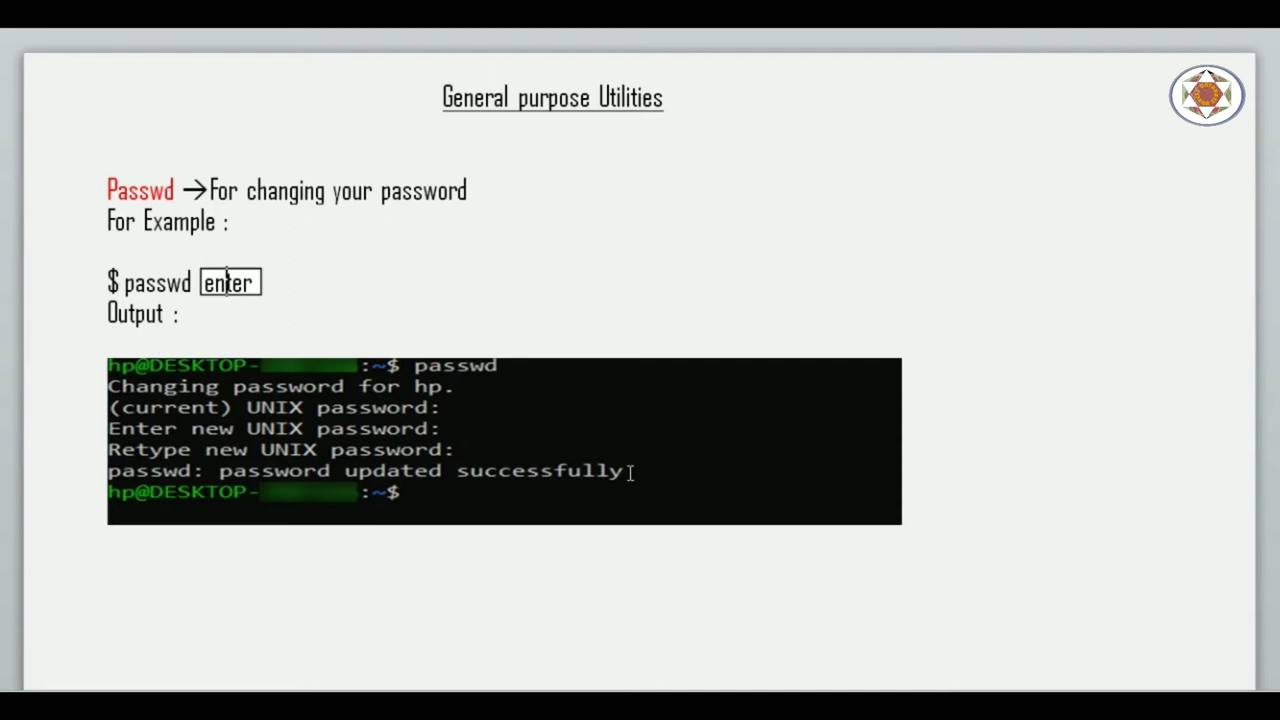 General purpose Utilities
Passwd →For changing your password
For Example :
$ passwd enter
Output :
hp@DESKTOP- :~$ passwd
Changing password for hp.
(current) UNIX password:
Enter new UNIX password:
Retype new UNIX password:
passwd: password updated successfully
hp@DESKTOP- :~$